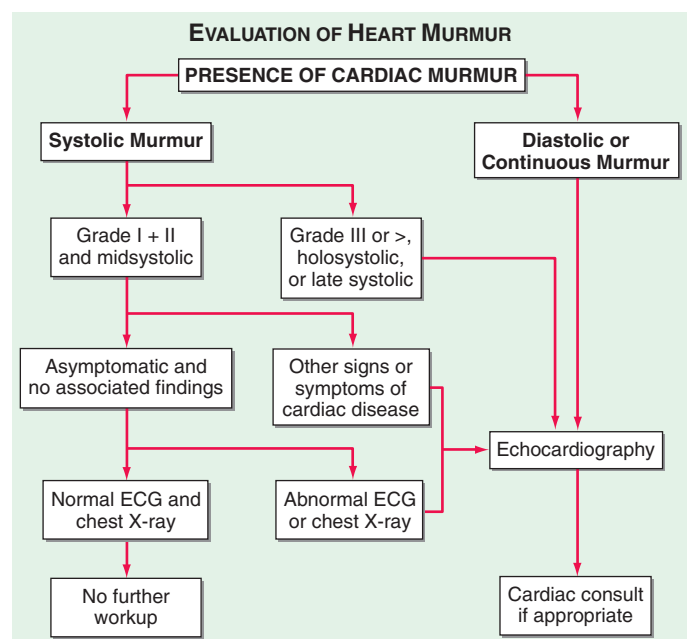 EVALUATION OF HEART MURMUR
PRESENCE OF CARDIAC MURMUR
Systolic Murmur
Diastolic or
Continuous Murmur
Grade I + II
and midsystolic
Grade III or >,
holosystolic,
or late systolic
Asymptomatic and
no associated findings
Other signs or
symptoms of
cardiac disease
Echocardiography
Normal ECG and
chest X-ray
Abnormal ECG
or chest X-ray
No further
workup
Cardiac consult
if appropriate